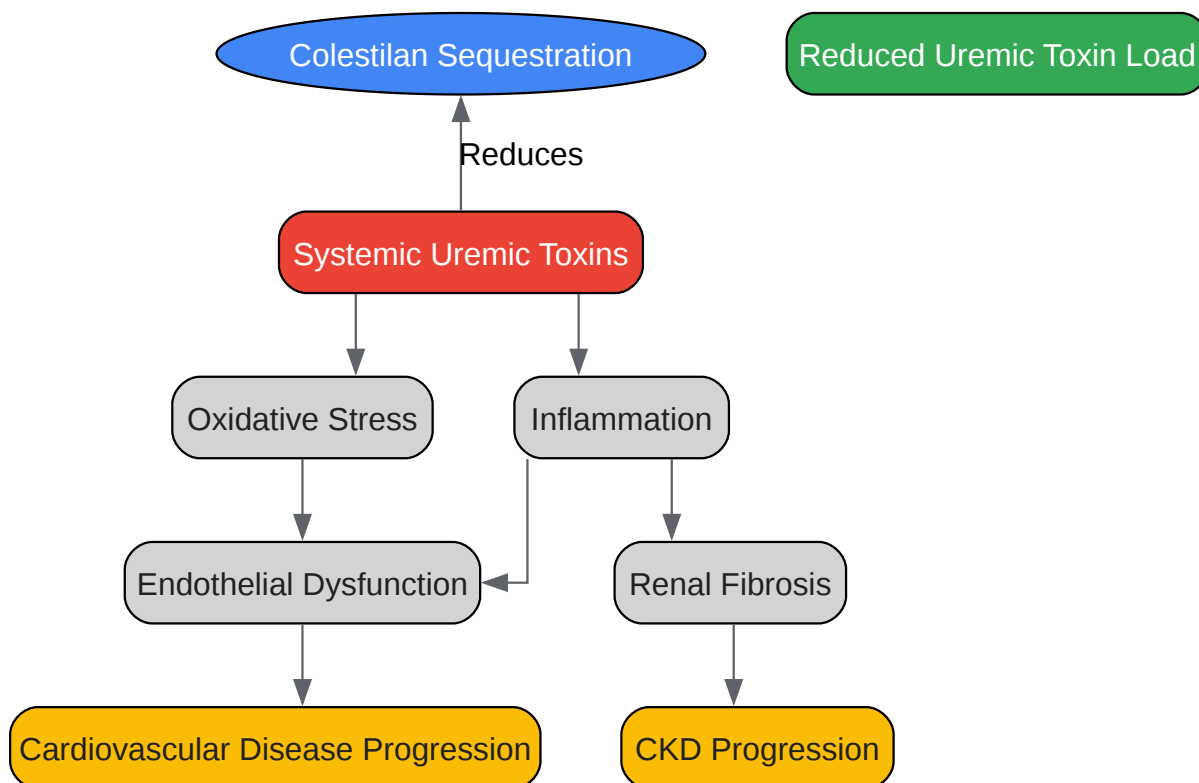 Colestilan Sequestration
Reduced Uremic Toxin Load
Reduces
Systemic Uremic Toxins
Oxidative Stress
Inflammation
Endothelial Dysfunction
Renal Fibrosis
Cardiovascular Disease Progression
CKD Progression